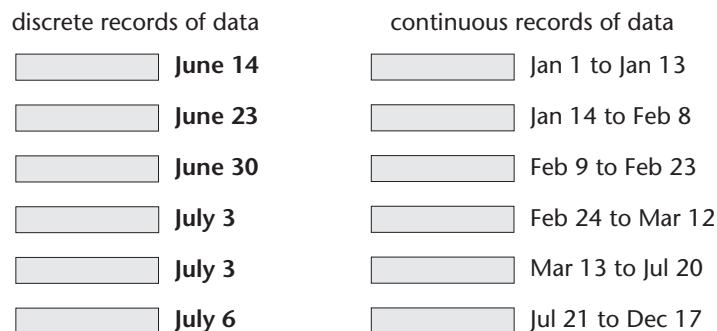 discrete records of data
June 14
June 23
June 30
July 3
July 3
July 6
continuous records of data
Jan 1 to Jan 13
Jan 14 to Feb 8
Feb 9 to Feb 23
Feb 24 to Mar 12
Mar 13 to Jul 20
Jul 21 to Dec 17